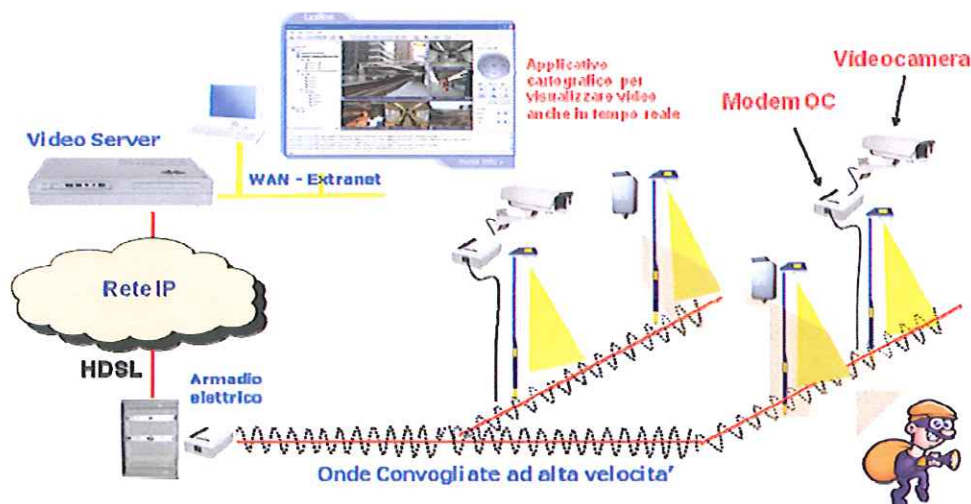 Video Server
WAN - Extranet
Applicativo
cartografico per
visualizzare video
anche in tempo reale
Videocamera
Modem OC
Rete IP
HDSL
Armadio
elettrico
Onde Convogliate ad alta velocita'